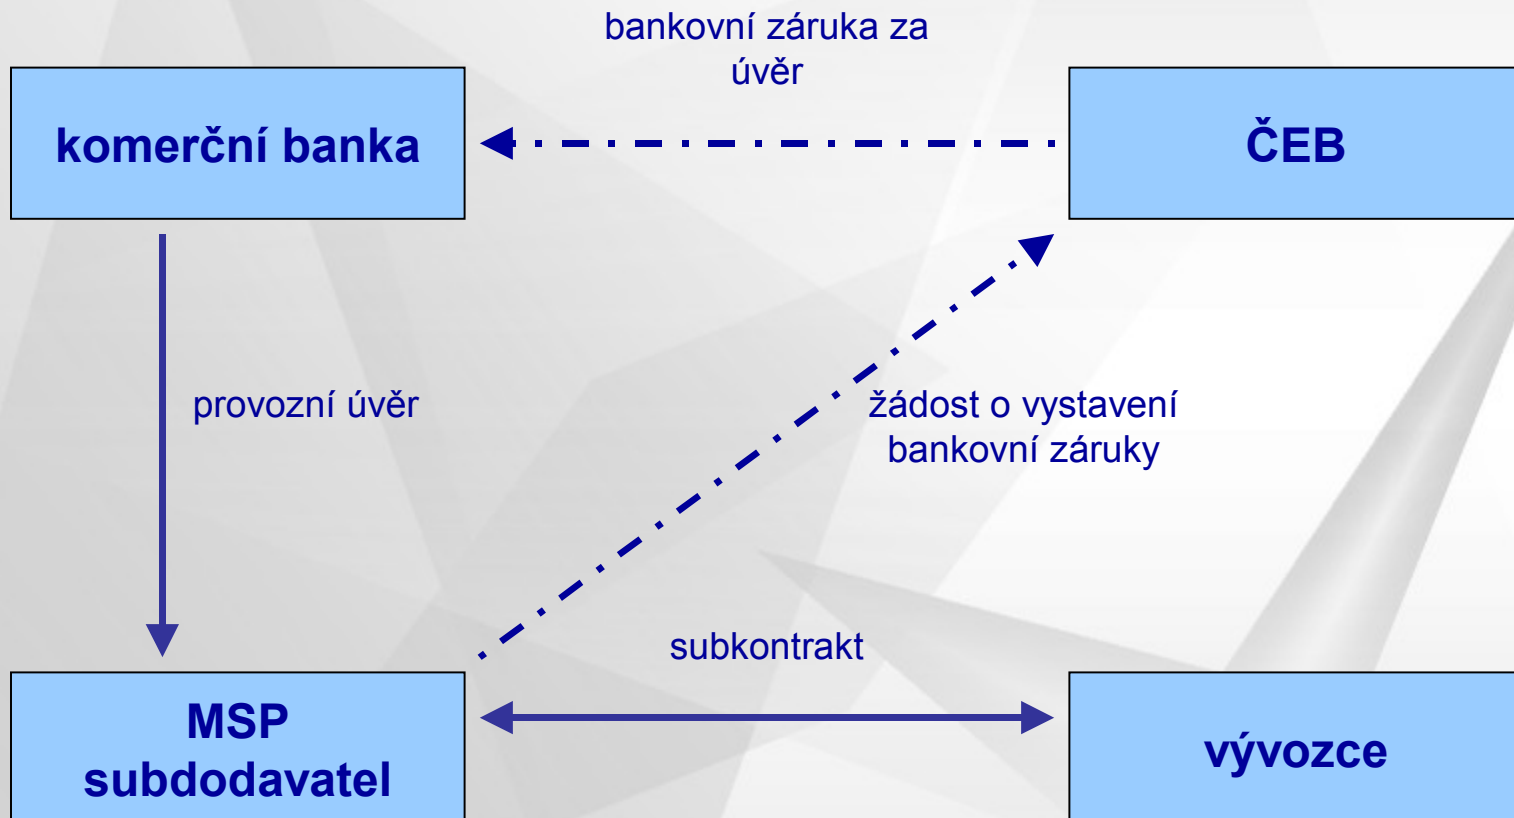 bankovní záruka za
úvěr
komerční banka
ČEB
provozní úvěr
žádost o vystavení
bankovní záruky
subkontrakt
MSP
subdodavatel
vývozce